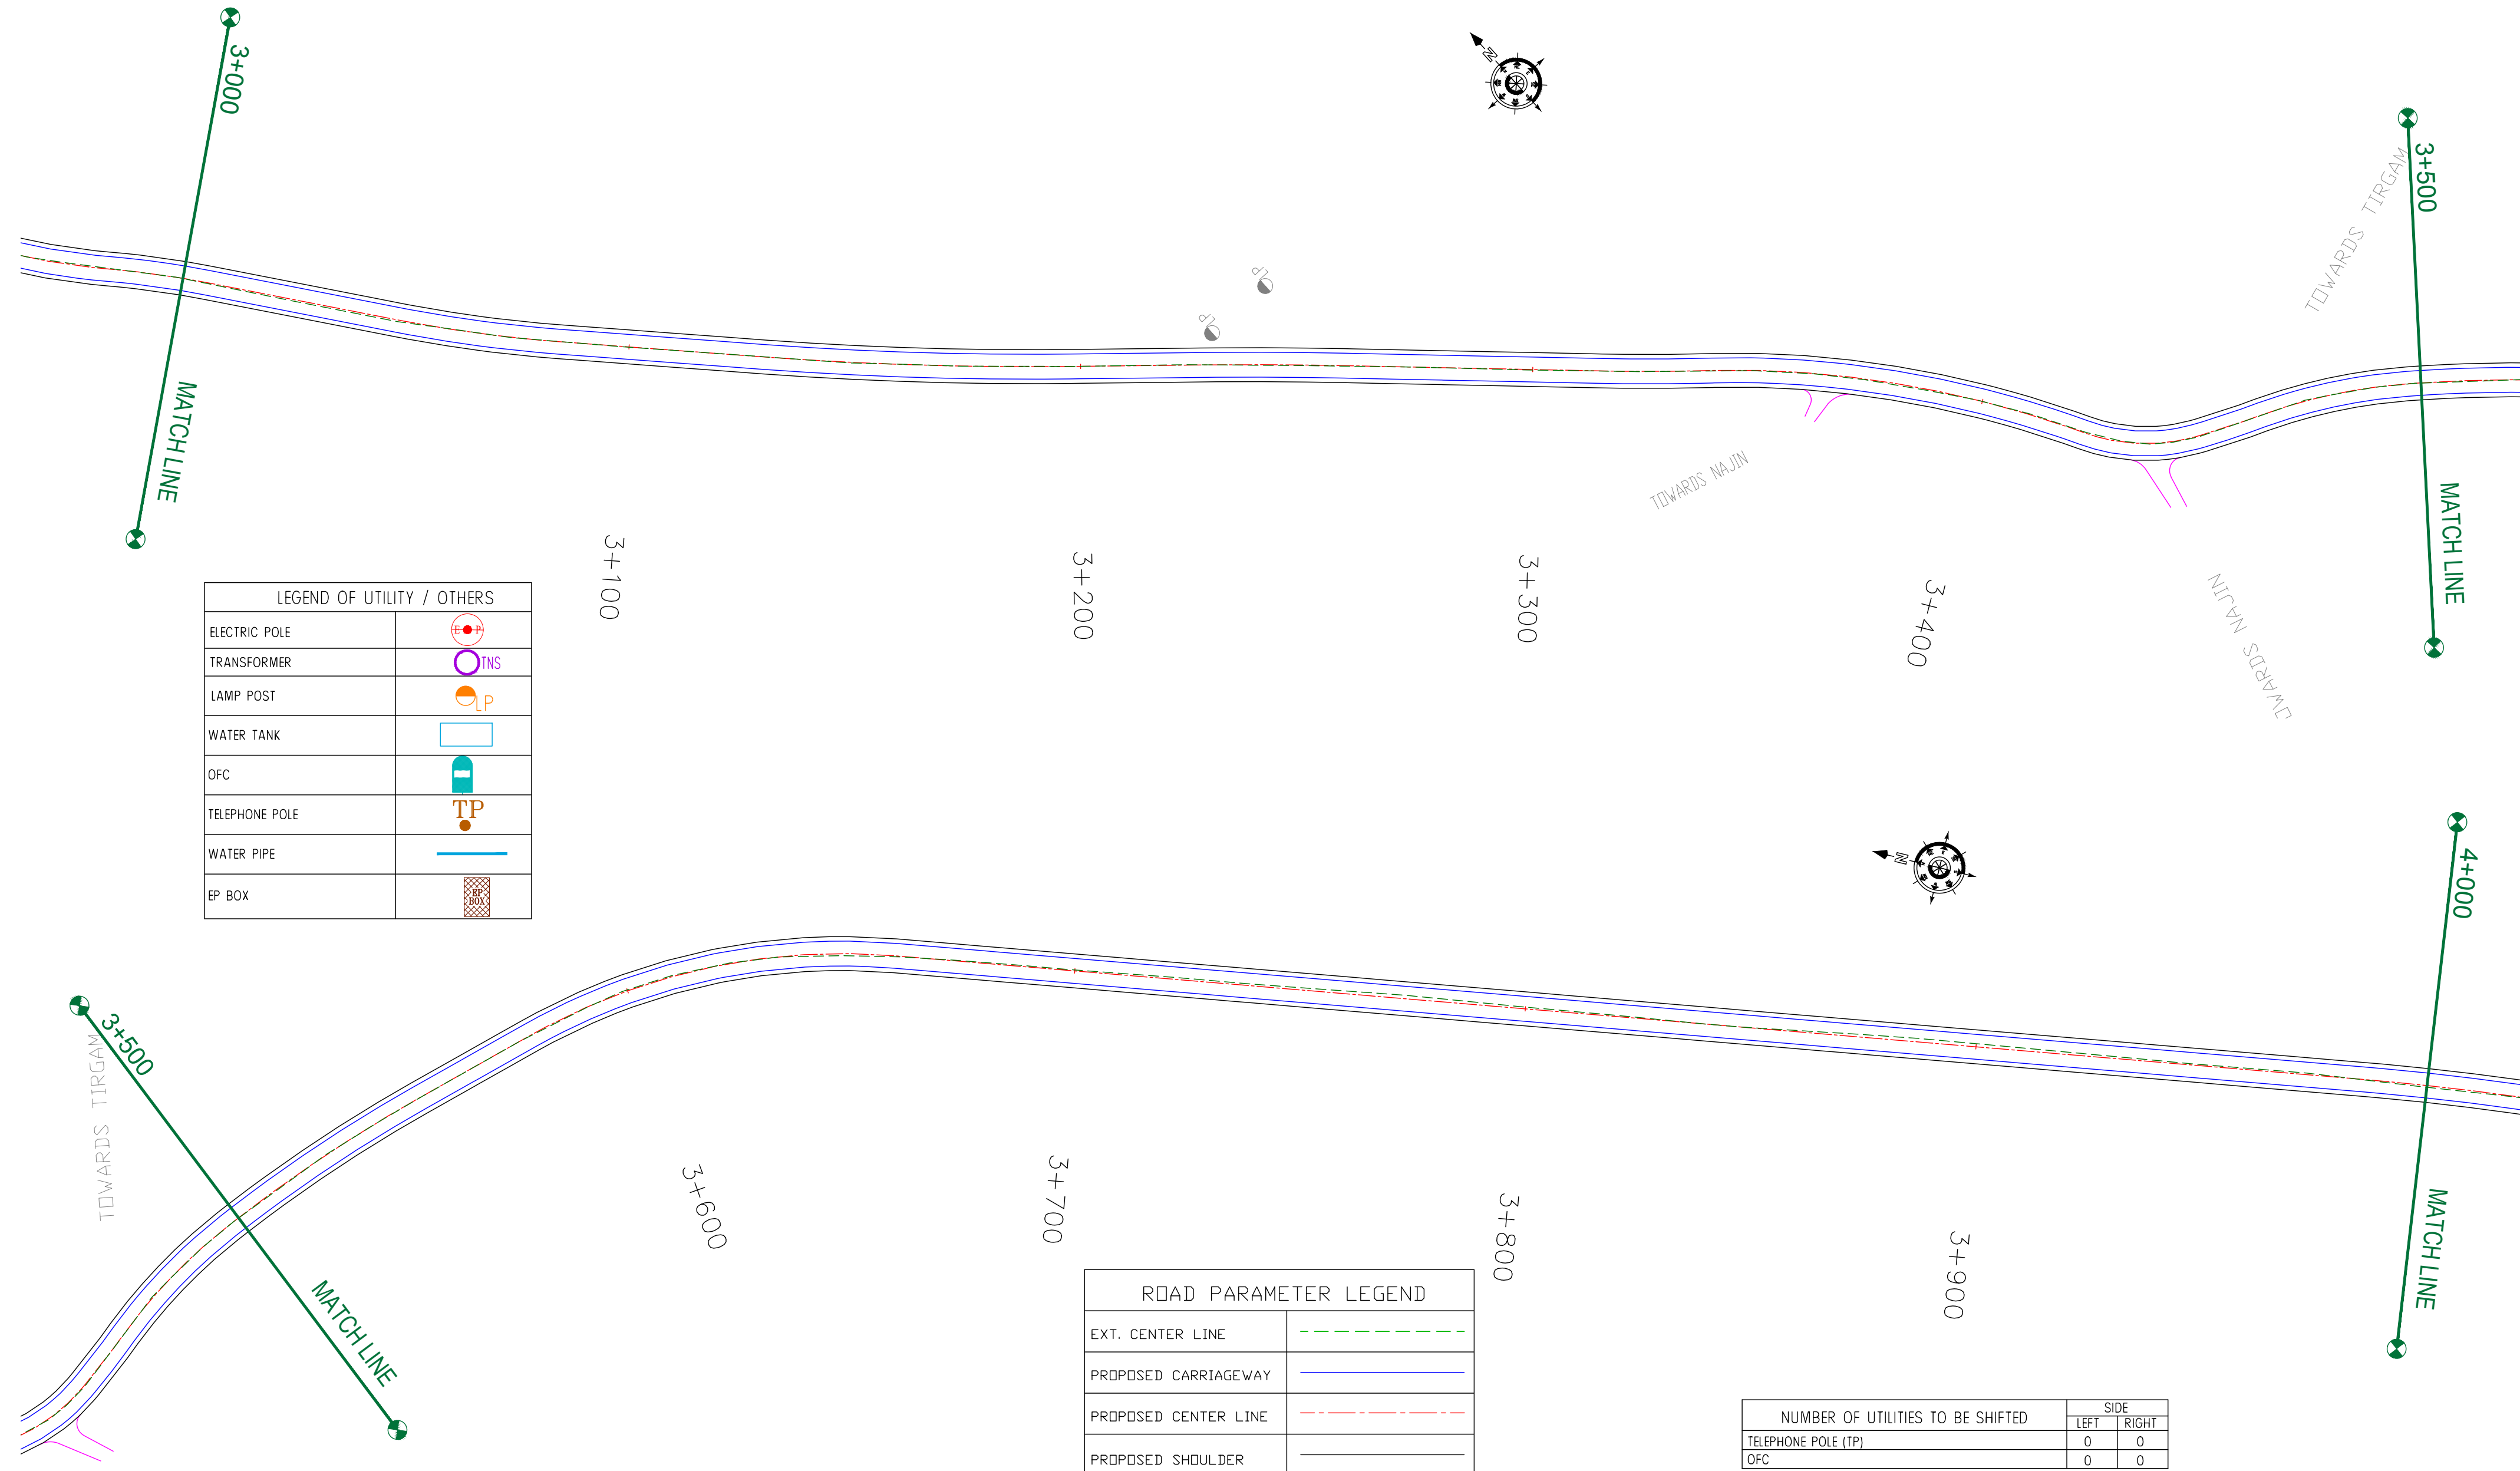 3+000
N
3+500
TOWARDS TIRGAM
LP
LP
MATCH LINE
TOWARDS NAJIN
MATCH LINE
3+100
3+200
3+300
3+400
OWARDS NAJIN
LEGEND OF UTILITY / OTHERS
ELECTRIC POLE E P
TRANSFORMER TNS
LAMP POST LP
WATER TANK
OFC
TELEPHONE POLE TP
WATER PIPE
EP BOX EP BOX
N
4+000
3+500
TOWARDS TIRGAM
MATCH LINE
3+600
3+700
3+800
3+900
MATCH LINE
ROAD PARAMETER LEGEND
EXT. CENTER LINE
PROPOSED CARRIAGEWAY
PROPOSED CENTER LINE
PROPOSED SHOULDER
NUMBER OF UTILITIES TO BE SHIFTED SIDE
LEFT RIGHT
TELEPHONE POLE (TP) 0 0
OFC 0 0